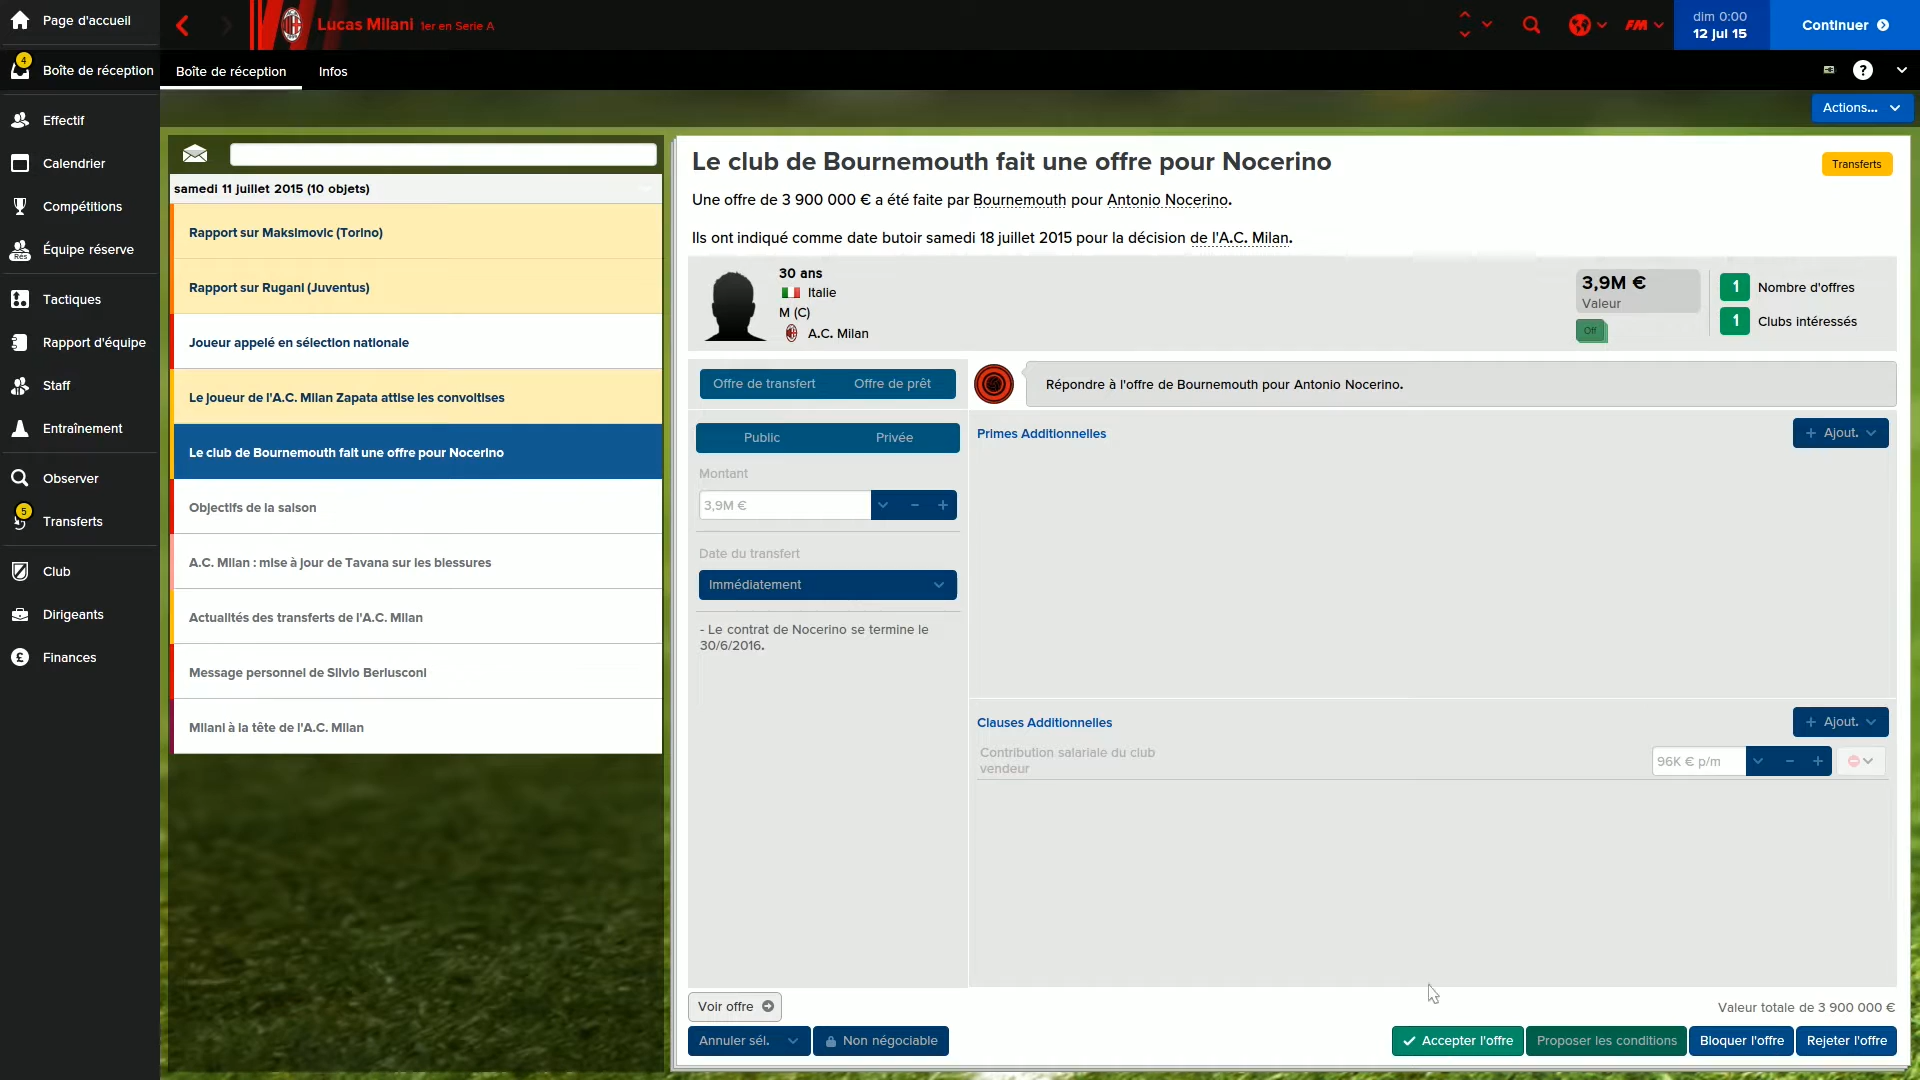 Page d'accueil
4
Boîte de réception
Effectif
Calendrier
Compétitions
Rés
Équipe réserve
Tactiques
Rapport d'équipe
Staff
Entraînement
Observer
5
Transferts
Club
Dirigeants
Finances
Lucas Milani 1er en Serie A
FM
dim 0:00
12 jul 15
Continuer
Boîte de réception
Infos
?
Actions...
samedi 11 juillet 2015 (10 objets)
Rapport sur Maksimovic (Torino)
Rapport sur Rugani (Juventus)
Joueur appelé en sélection nationale
Le joueur de l'A.C. Milan Zapata attise les convoitises
Le club de Bournemouth fait une offre pour Nocerino
Objectifs de la saison
A.C. Milan : mise à jour de Tavana sur les blessures
Actualités des transferts de l'A.C. Milan
Message personnel de Silvio Berlusconi
Milani à la tête de l'A.C. Milan
Le club de Bournemouth fait une offre pour Nocerino
Transferts
Une offre de 3 900 000 € a été faite par Bournemouth pour Antonio Nocerino.
Ils ont indiqué comme date butoir samedi 18 juillet 2015 pour la décision de l'A.C. Milan.
30 ans
Italie
M (C)
A.C. Milan
3,9M €
Valeur
Off
1 Nombre d'offres
1 Clubs intéressés
Offre de transfert Offre de prêt
Répondre à l'offre de Bournemouth pour Antonio Nocerino.
Public Privée
Montant
3,9M €
Date du transfert
Immédiatement
- Le contrat de Nocerino se termine le
30/6/2016.
Primes Additionnelles
+ Ajout.
Clauses Additionnelles
+ Ajout.
Contribution salariale du club
vendeur
96K € p/m
Voir offre
Valeur totale de 3 900 000 €
Annuler sél.
Non négociable
Accepter l'offre
Proposer les conditions
Bloquer l'offre
Rejeter l'offre